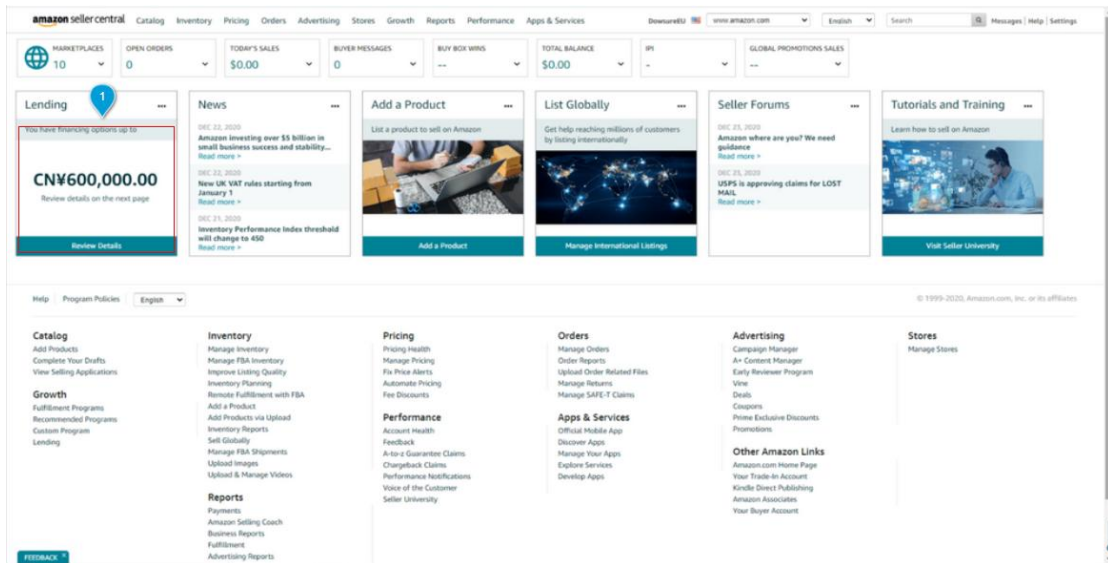 amazon seller central Catalog Inventory Pricing Orders Advertising Stores Growth Reports Performance Apps & Services DowsureEU www.amazon.com English Search Messages | Help | Settings
MARKETPLACES
10
OPEN ORDERS
0
TODAY'S SALES
$0.00
BUYER MESSAGES
0
BUY BOX WINS
--
TOTAL BALANCE
$0.00
IPI
-
GLOBAL PROMOTIONS SALES
--
1
Lending
You have financing options up to
CN¥600,000.00
Review details on the next page
Review Details
News
DEC 22, 2020
Amazon investing over $5 billion in
small business success and stability...
Read more >
DEC 22, 2020
New UK VAT rules starting from
January 1
Read more >
DEC 21, 2020
Inventory Performance Index threshold
will change to 450
Read more >
Add a Product
List a product to sell on Amazon
Add a Product
List Globally
Get help reaching millions of customers
by listing internationally
Manage International Listings
Seller Forums
DEC 23, 2020
Amazon where are you? We need
guidance
Read more >
DEC 23, 2020
USPS is approving claims for LOST
MAIL
Read more >
Tutorials and Training
Learn how to sell on Amazon
Visit Seller University
Help Program Policies English
© 1999-2020, Amazon.com, Inc. or its affiliates
Catalog
Add Products
Complete Your Drafts
View Selling Applications
Growth
Fulfillment Programs
Recommended Programs
Custom Program
Lending
Inventory
Manage Inventory
Manage FBA Inventory
Improve Listing Quality
Inventory Planning
Remote Fulfillment with FBA
Add a Product
Add Products via Upload
Inventory Reports
Sell Globally
Manage FBA Shipments
Upload Images
Upload & Manage Videos
Reports
Payments
Amazon Selling Coach
Business Reports
Fulfillment
Advertising Reports
Pricing
Pricing Health
Manage Pricing
Fix Price Alerts
Automate Pricing
Fee Discounts
Performance
Account Health
Feedback
A-to-z Guarantee Claims
Chargeback Claims
Performance Notifications
Voice of the Customer
Seller University
Orders
Manage Orders
Order Reports
Upload Order Related Files
Manage Returns
Manage SAFE-T Claims
Apps & Services
Official Mobile App
Discover Apps
Manage Your Apps
Explore Services
Develop Apps
Advertising
Campaign Manager
A+ Content Manager
Early Reviewer Program
Vine
Deals
Coupons
Prime Exclusive Discounts
Promotions
Other Amazon Links
Amazon.com Home Page
Your Trade-In Account
Kindle Direct Publishing
Amazon Associates
Your Buyer Account
Stores
Manage Stores
FEEDBACK